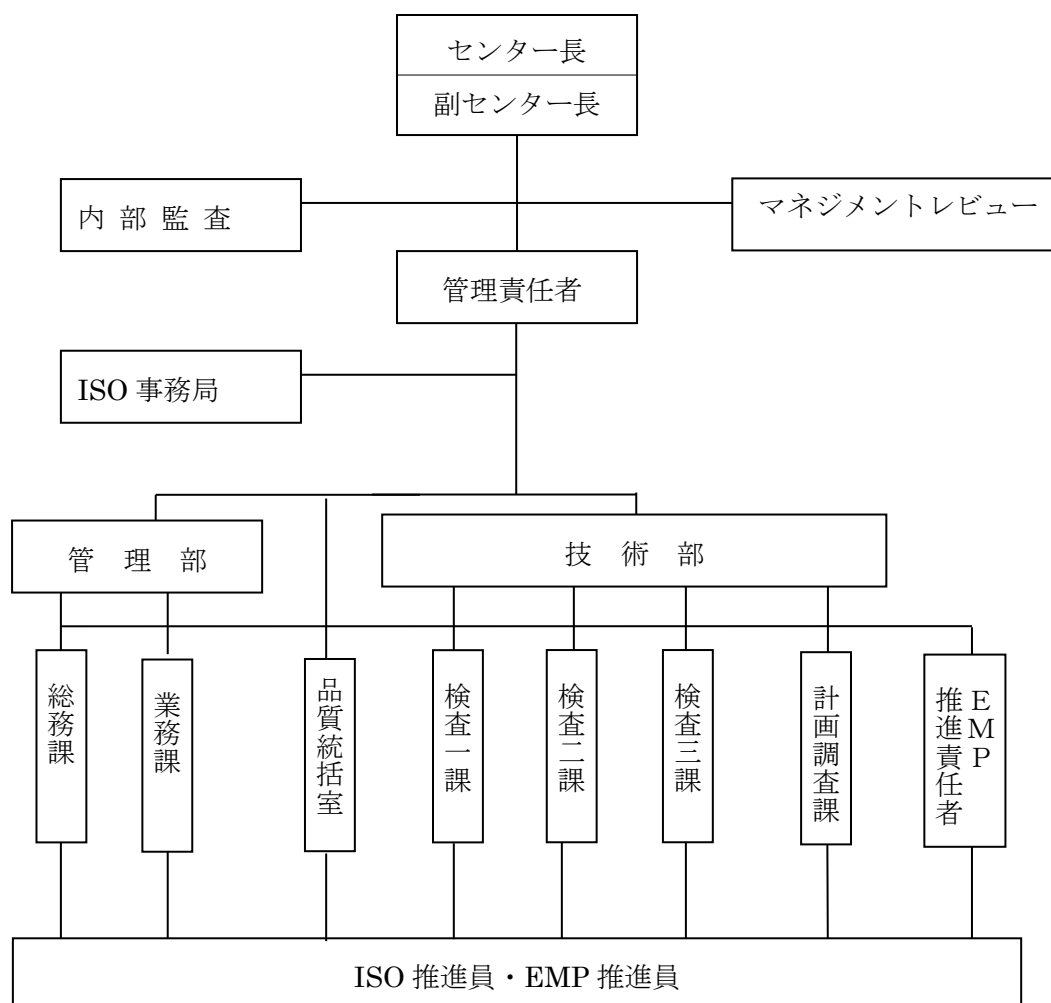 センター長
副センター長
内 部 監 査
マネジメントレビュー
管理責任者
ISO 事務局
管 理 部
技 術 部
総務課
業務課
品質統括室
検査一課
検査二課
検査三課
計画調査課
EMP
推進責任者
ISO 推進員・EMP 推進員